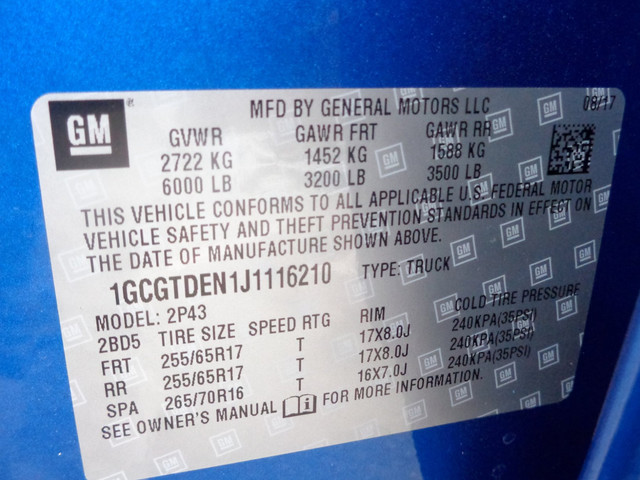 GM
MFD BY GENERAL MOTORS LLC 08/17
GVWR GAWR FRT GAWR RR
2722 KG 1452 KG 1588 KG
6000 LB 3200 LB 3500 LB
THIS VEHICLE CONFORMS TO ALL APPLICABLE U.S. FEDERAL MOTOR
VEHICLE SAFETY AND THEFT PREVENTION STANDARDS IN EFFECT ON
THE DATE OF MANUFACTURE SHOWN ABOVE.
1GCGTDEN1J1116210 TYPE: TRUCK
MODEL: 2P43
2BD5 TIRE SIZE SPEED RTG RIM COLD TIRE PRESSURE
FRT 255/65R17 T 17X8.0J 240KPA(35PSI)
RR 255/65R17 T 17X8.0J 240KPA(35PSI)
SPA 265/70R16 T 16X7.0J 240KPA(35PSI)
SEE OWNER'S MANUAL FOR MORE INFORMATION.